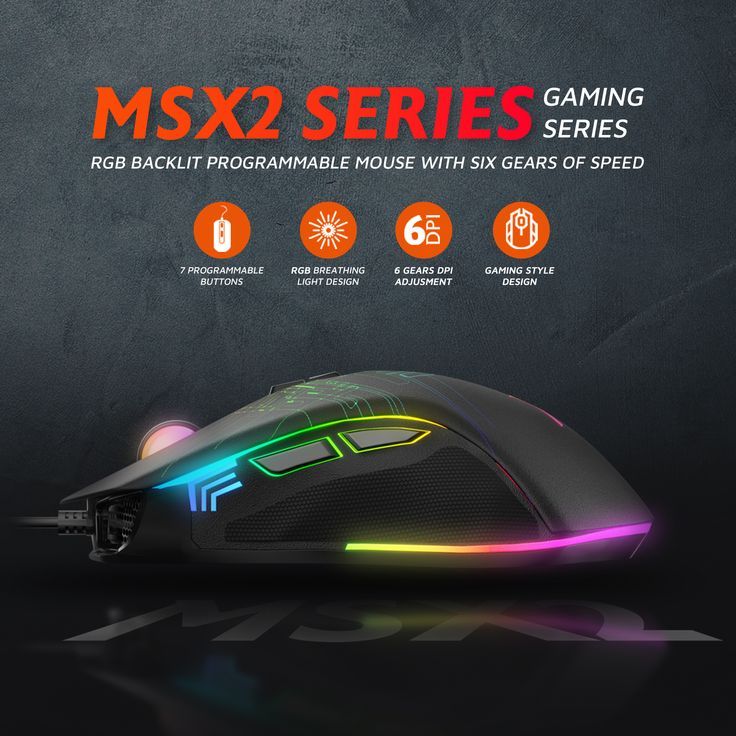 MSX2 SERIES GAMING
SERIES
RGB BACKLIT PROGRAMMABLE MOUSE WITH SIX GEARS OF SPEED
6 DPI
7 PROGRAMMABLE
BUTTONS
RGB BREATHING
LIGHT DESIGN
6 GEARS DPI
ADJUSMENT
GAMING STYLE
DESIGN
MSX2